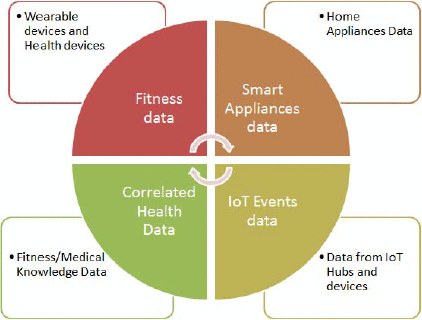 • Wearable
devices and
Health devices
• Home
Appliances Data
Fitness
data
Smart
Appliances
data
Correlated
Health
Data
IoT Events
data
• Fitness/Medical
Knowledge Data
• Data from IoT
Hubs and
devices